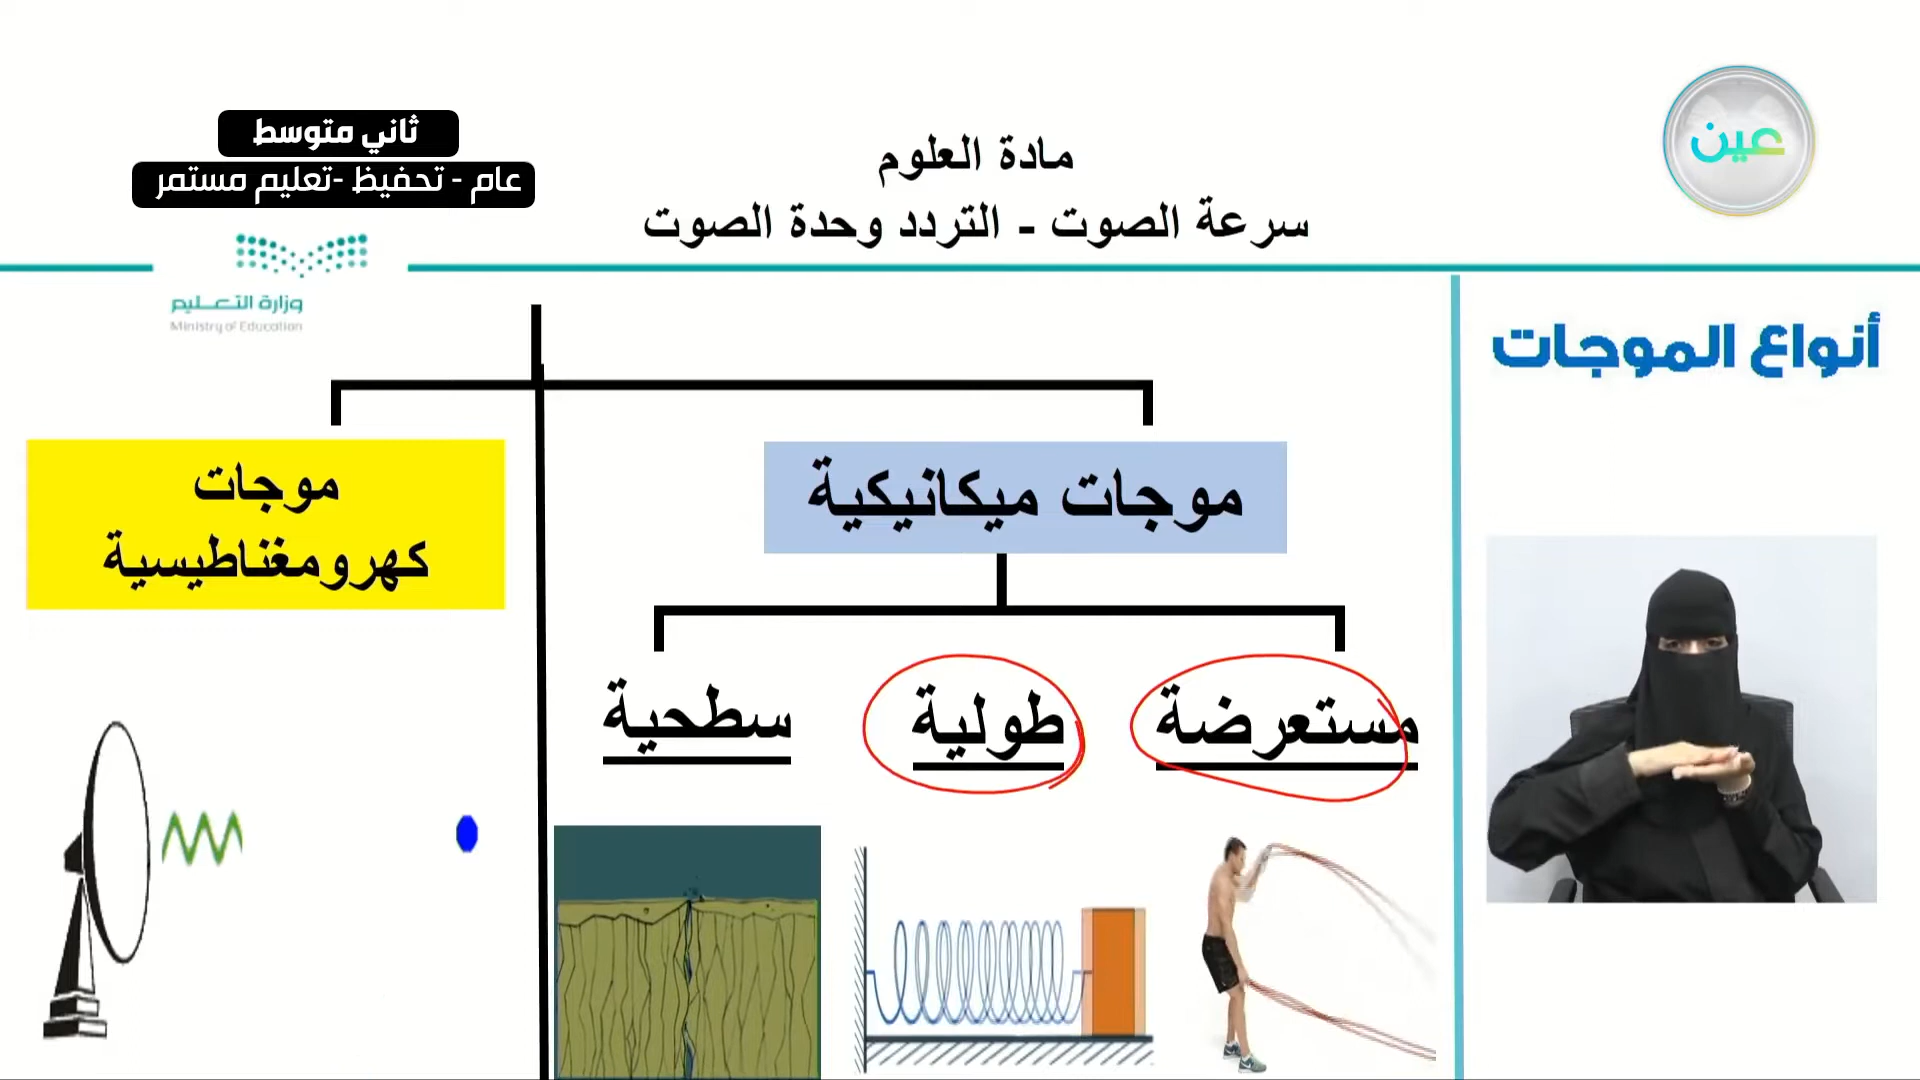 عين
مادة العلوم
سرعة الصوت - التردد وحدة الصوت
ثاني متوسط
عام - تحفيظ -تعليم مستمر
وزارة التعليم
Ministry of Education
أنواع الموجات
موجات ميكانيكية
موجات
كهرومغناطيسية
مستعرضة
طولية
سطحية